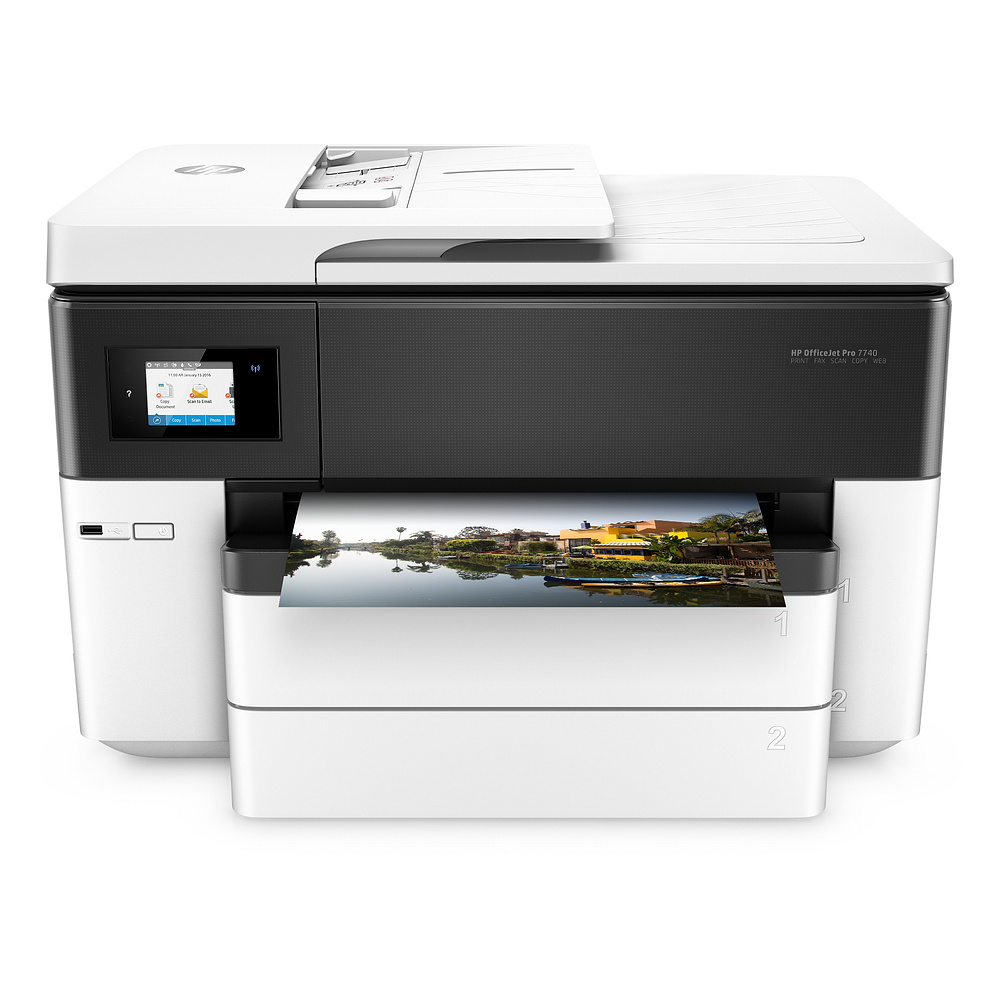 hp
HP OfficeJet Pro 7740
PRINT FAX SCAN COPY WEB
11:00 AM January 15 2016
?
Copy Document
Scan to Email
Copy Scan Photo
1
1
2
2